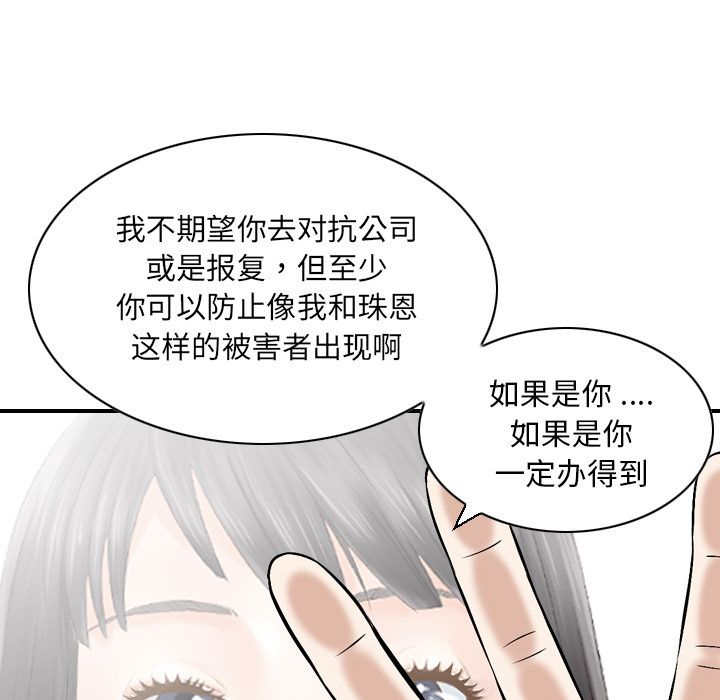 我不期望你去对抗公司
或是报复，但至少
你可以防止像我和珠恩
这样的被害者出现啊
如果是你 ....
如果是你
一定办得到